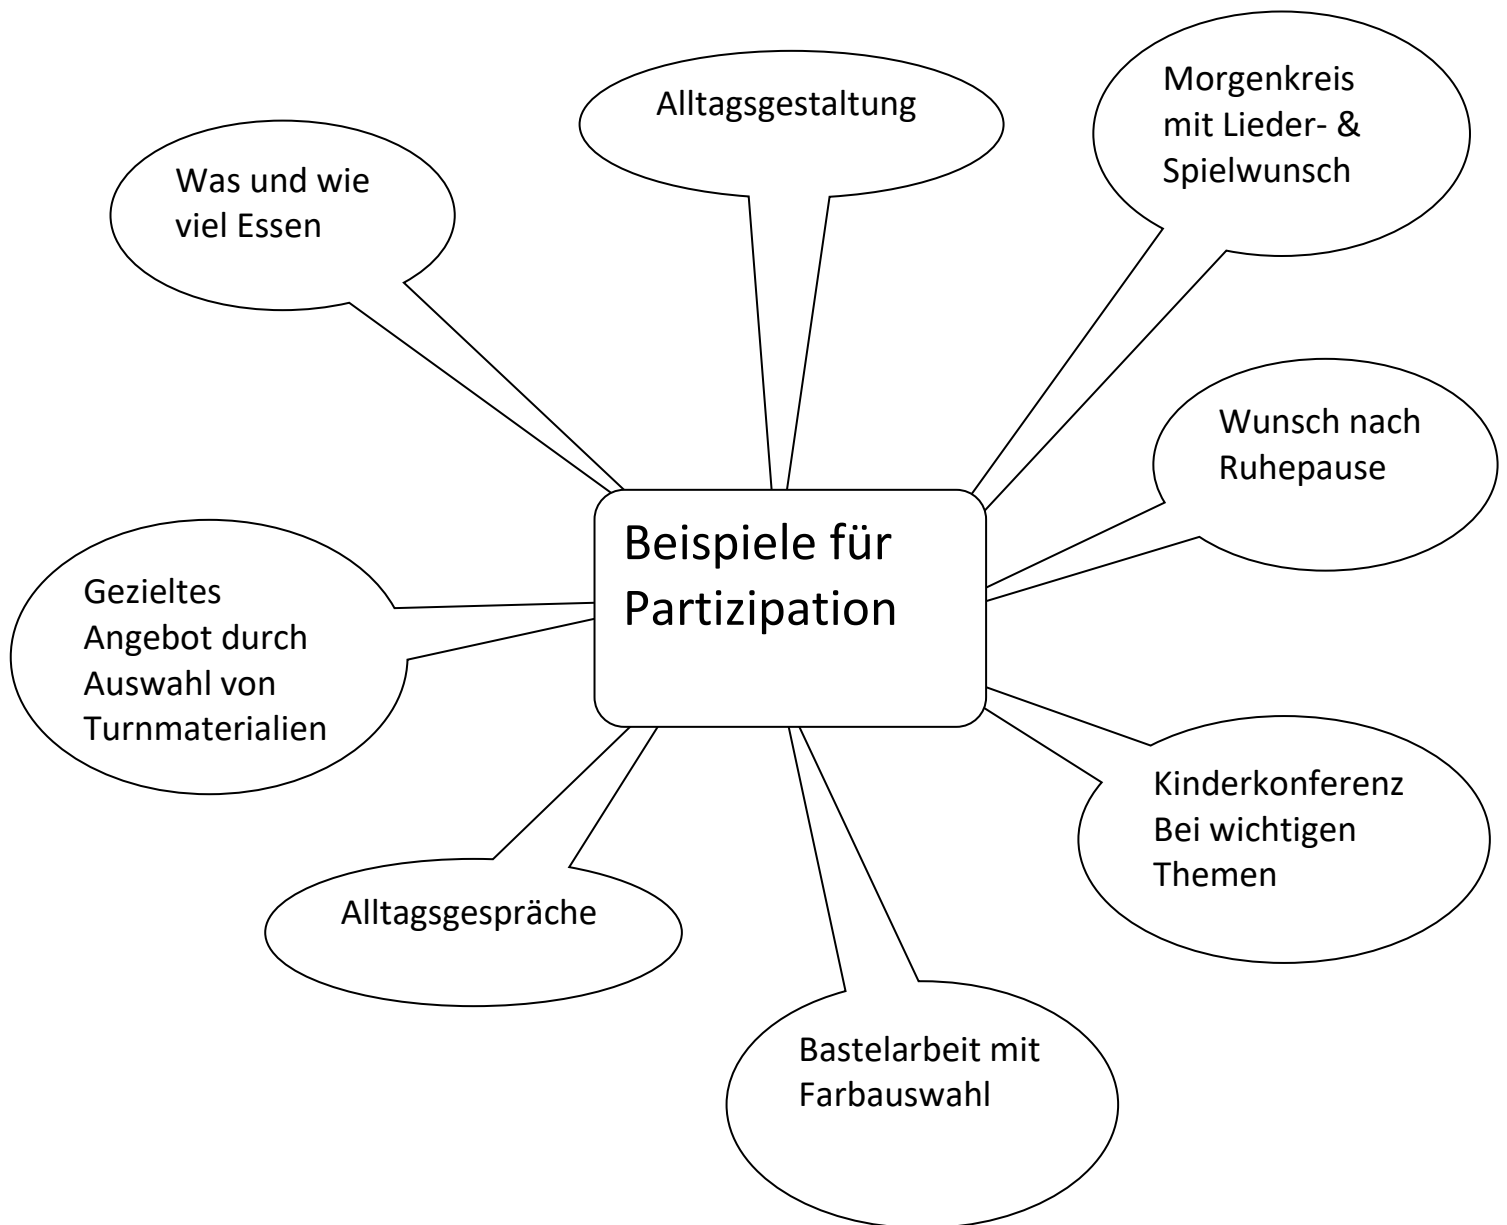 Alltagsgestaltung
Morgenkreis
mit Lieder- &
Spielwunsch
Was und wie
viel Essen
Wunsch nach
Ruhepause
Beispiele für
Partizipation
Gezieltes
Angebot durch
Auswahl von
Turnmaterialien
Kinderkonferenz
Bei wichtigen
Themen
Alltagsgespräche
Bastelarbeit mit
Farbauswahl